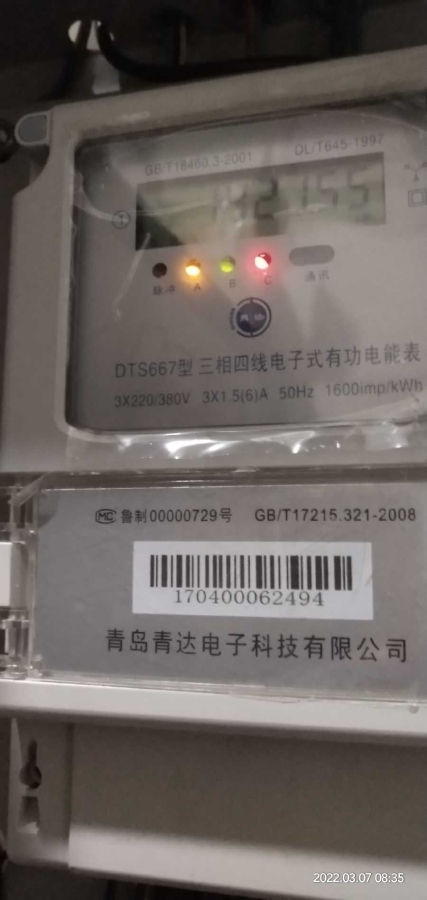 GB/T18460.3-2001 DL/T645-1997
脉冲 A B C 通讯
DTS667型 三相四线电子式有功电能表
3X220/380V 3X1.5(6)A 50Hz 1600imp/kWh
MC 鲁制00000729号 GB/T17215.321-2008
170400062494
青岛青达电子科技有限公司
2022.03.07 08:35